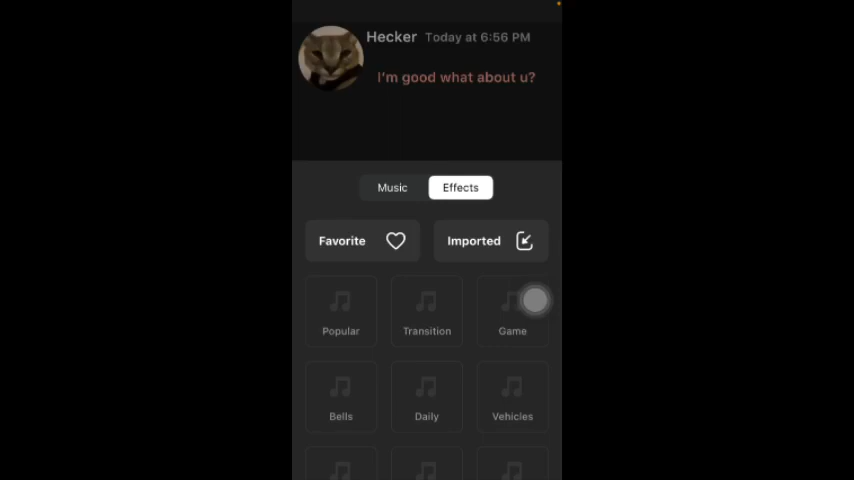 Hecker Today at 6:56 PM
I'm good what about u?
Music Effects
Favorite Imported
Popular Transition Game
Bells Daily Vehicles